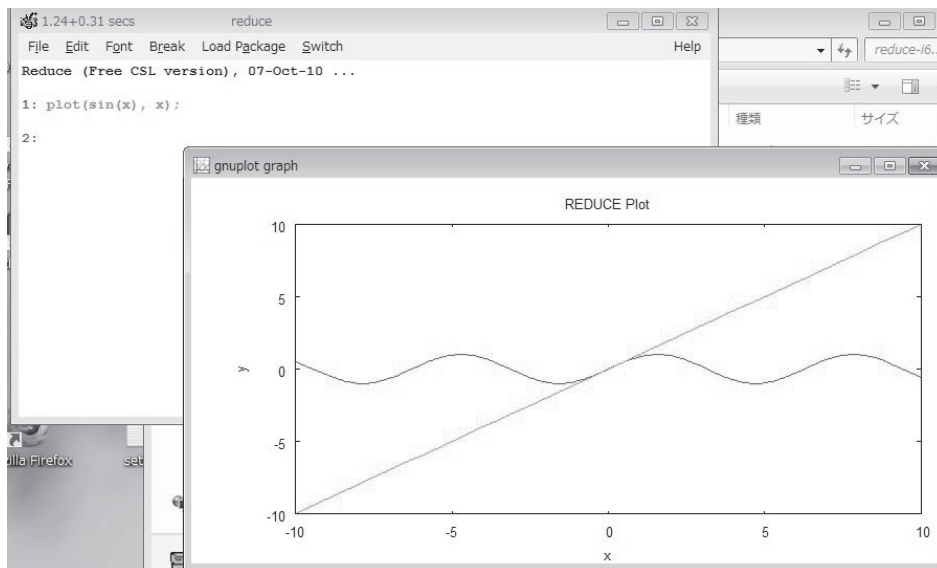 1.24+0.31 secs reduce
File Edit Font Break Load Package Switch Help
Reduce (Free CSL version), 07-Oct-10 ...
1: plot(sin(x), x);
2:
reduce-i6...
種類 サイズ
gnuplot graph
REDUCE Plot
10
5
0
-5
-10
y
-10 -5 0 5 10
x
illa Firefox
set